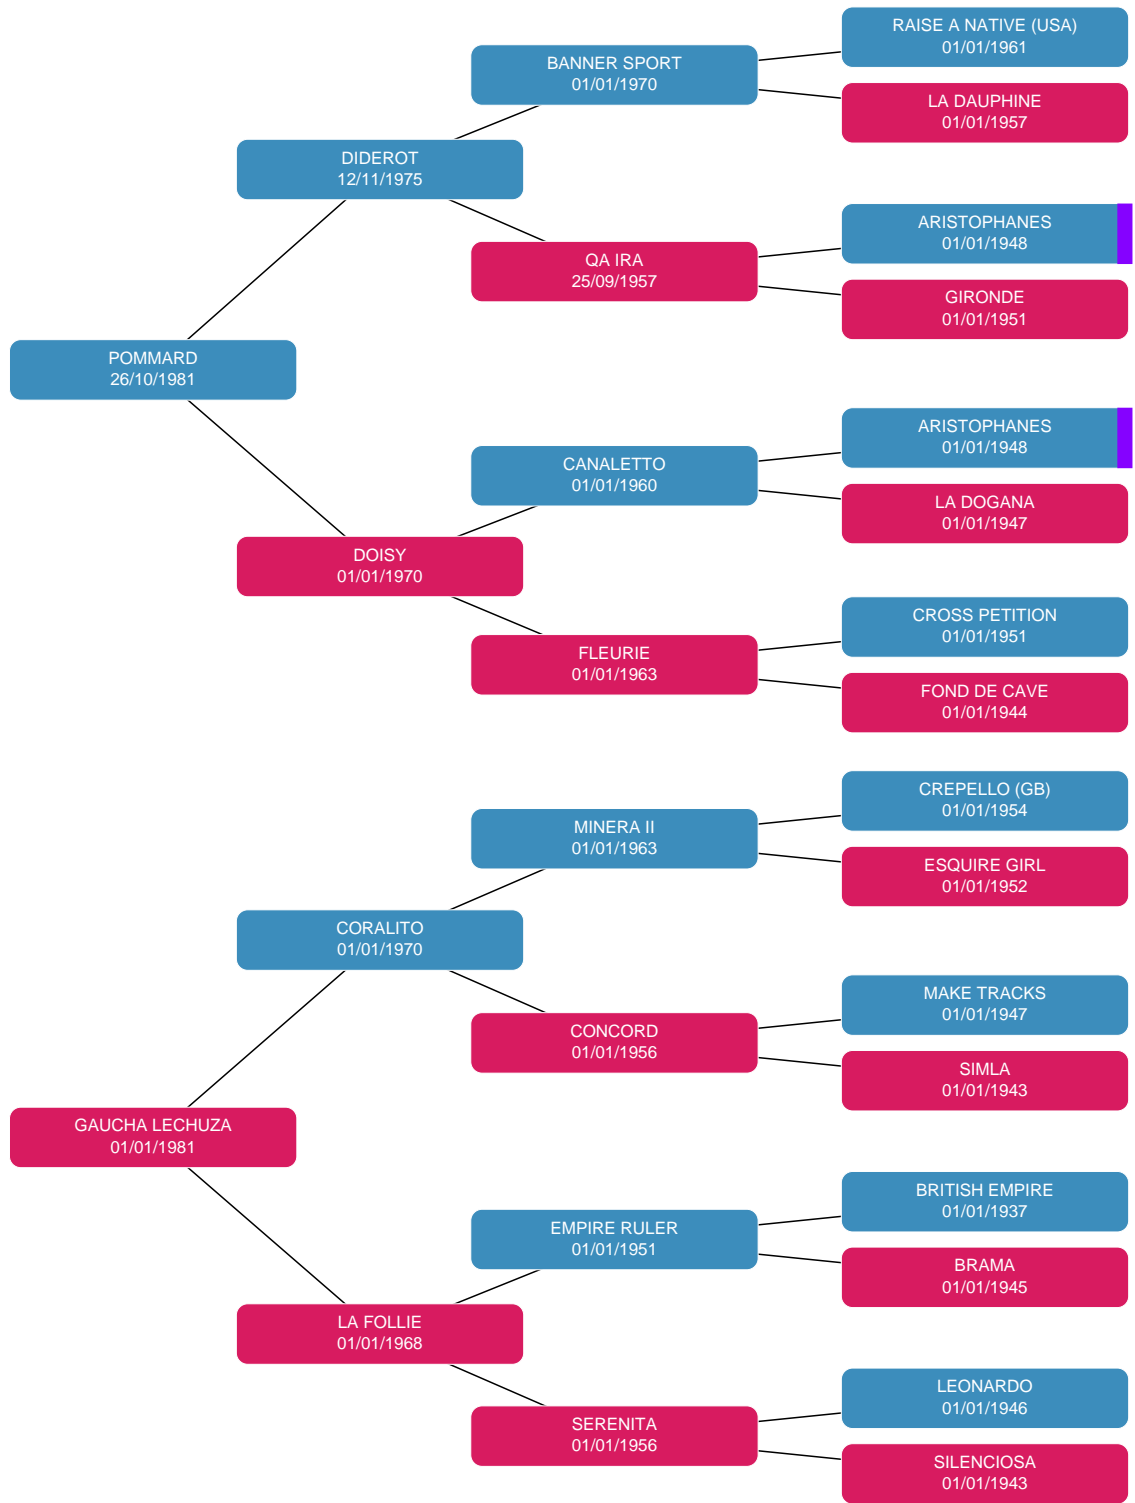 RAISE A NATIVE (USA)
01/01/1961
BANNER SPORT
01/01/1970
LA DAUPHINE
01/01/1957
DIDEROT
12/11/1975
ARISTOPHANES
01/01/1948
QA IRA
25/09/1957
GIRONDE
01/01/1951
POMMARD
26/10/1981
ARISTOPHANES
01/01/1948
CANALETTO
01/01/1960
LA DOGANA
01/01/1947
DOISY
01/01/1970
CROSS PETITION
01/01/1951
FLEURIE
01/01/1963
FOND DE CAVE
01/01/1944
CREPELLO (GB)
01/01/1954
MINERA II
01/01/1963
ESQUIRE GIRL
01/01/1952
CORALITO
01/01/1970
MAKE TRACKS
01/01/1947
CONCORD
01/01/1956
SIMLA
01/01/1943
GAUCHA LECHUZA
01/01/1981
BRITISH EMPIRE
01/01/1937
EMPIRE RULER
01/01/1951
BRAMA
01/01/1945
LA FOLLIE
01/01/1968
LEONARDO
01/01/1946
SERENITA
01/01/1956
SILENCIOSA
01/01/1943